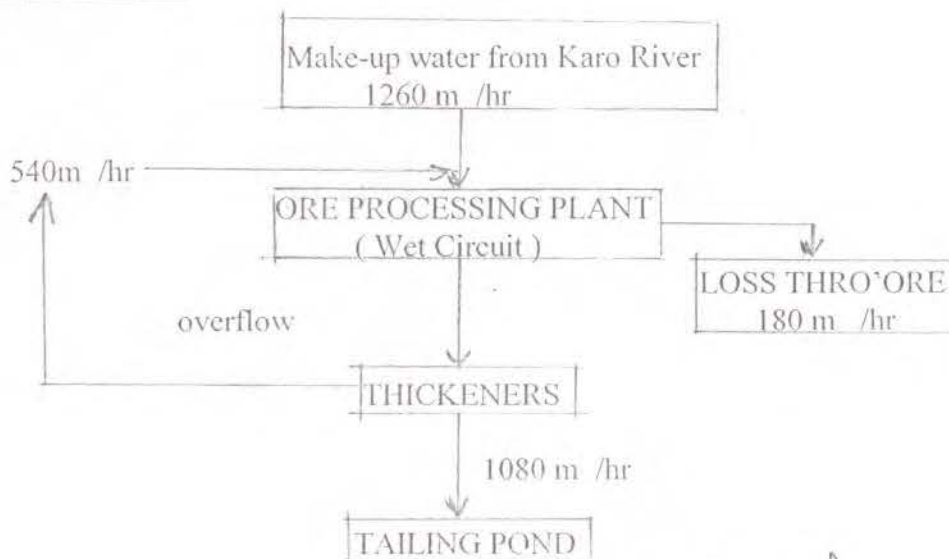 Make-up water from Karo River
1260 m /hr
540m /hr
ORE PROCESSING PLANT
( Wet Circuit )
LOSS THRO'ORE
180 m /hr
overflow
THICKENERS
1080 m /hr
TAILING POND